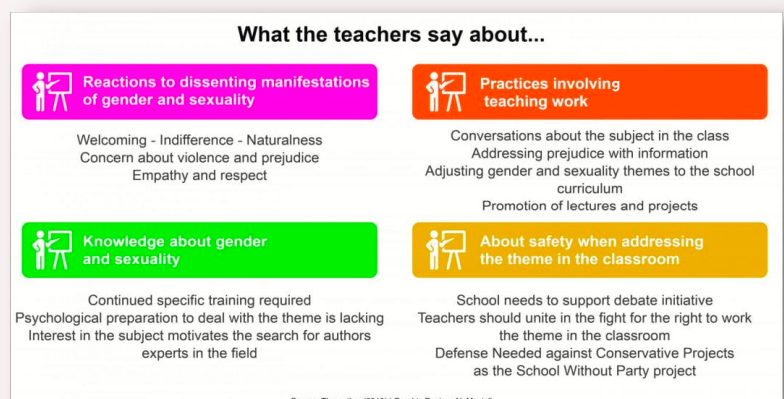 What the teachers say about...
Reactions to dissenting manifestations
of gender and sexuality
Welcoming - Indifference - Naturalness
Concern about violence and prejudice
Empathy and respect
Practices involving
teaching work
Conversations about the subject in the class
Addressing prejudice with information
Adjusting gender and sexuality themes to the school
curriculum
Promotion of lectures and projects
Knowledge about gender
and sexuality
Continued specific training required
Psychological preparation to deal with the theme is lacking
Interest in the subject motivates the search for authors
experts in the field
About safety when addressing
the theme in the classroom
School needs to support debate initiative
Teachers should unite in the fight for the right to work
the theme in the classroom
Defense Needed against Conservative Projects
as the School Without Party project